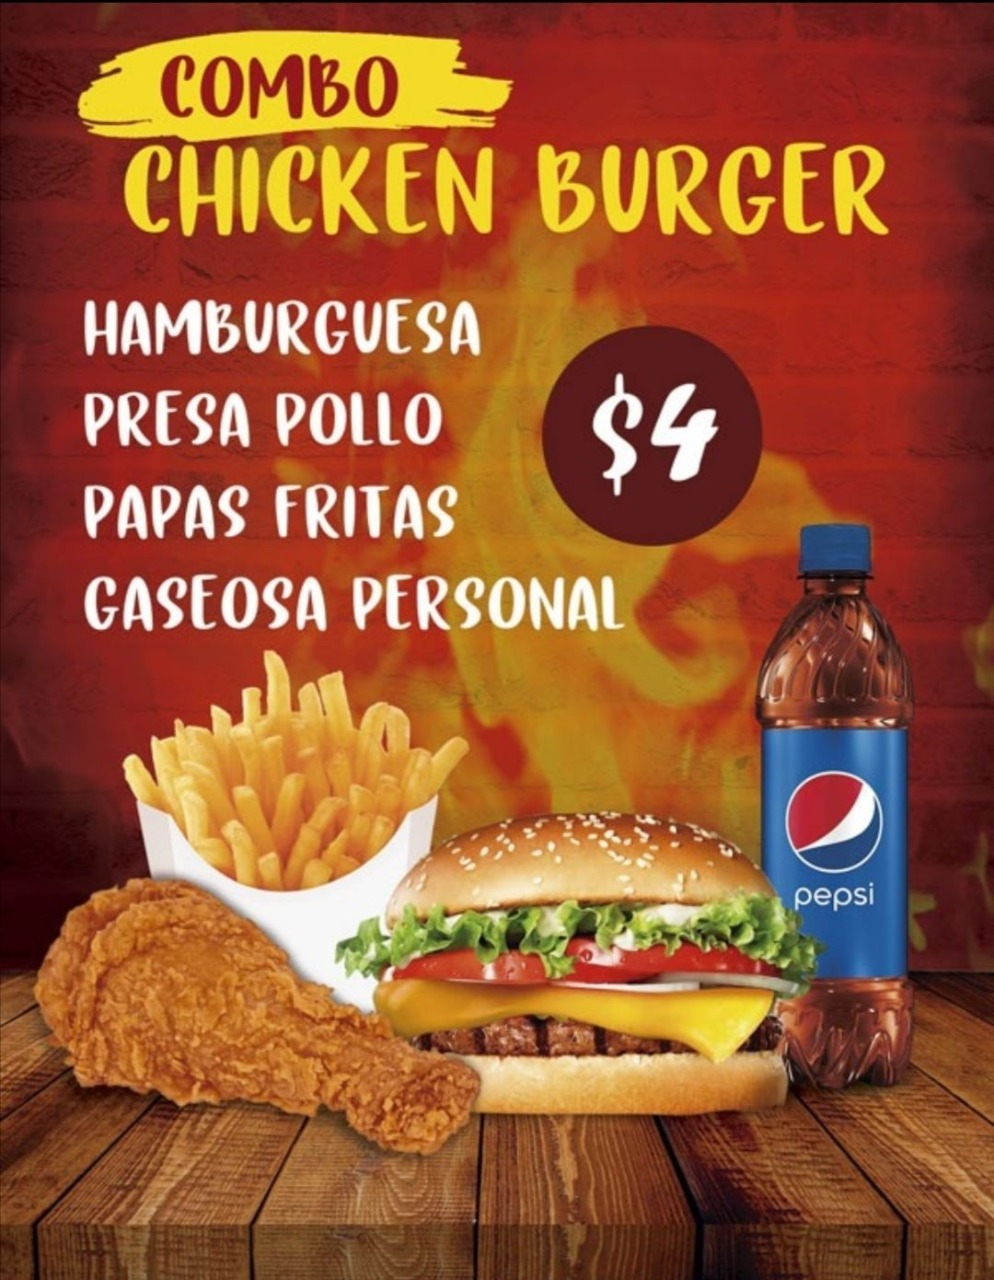 COMBO
CHICKEN BURGER
HAMBURGUESA
PRESA POLLO
PAPAS FRITAS
GASEOSA PERSONAL
$4
pepsi